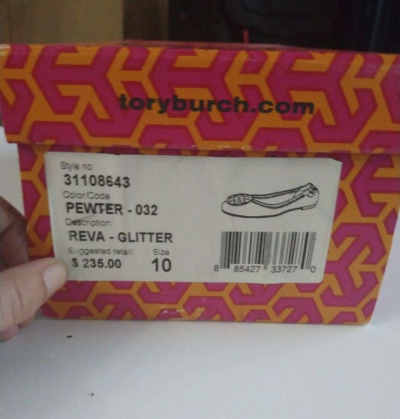 toryburch.com
Style no:
31108643
Color/Code
PEWTER - 032
Description:
REVA - GLITTER
Suggested retail: Size
$ 235.00 10
8 85427 33727 0